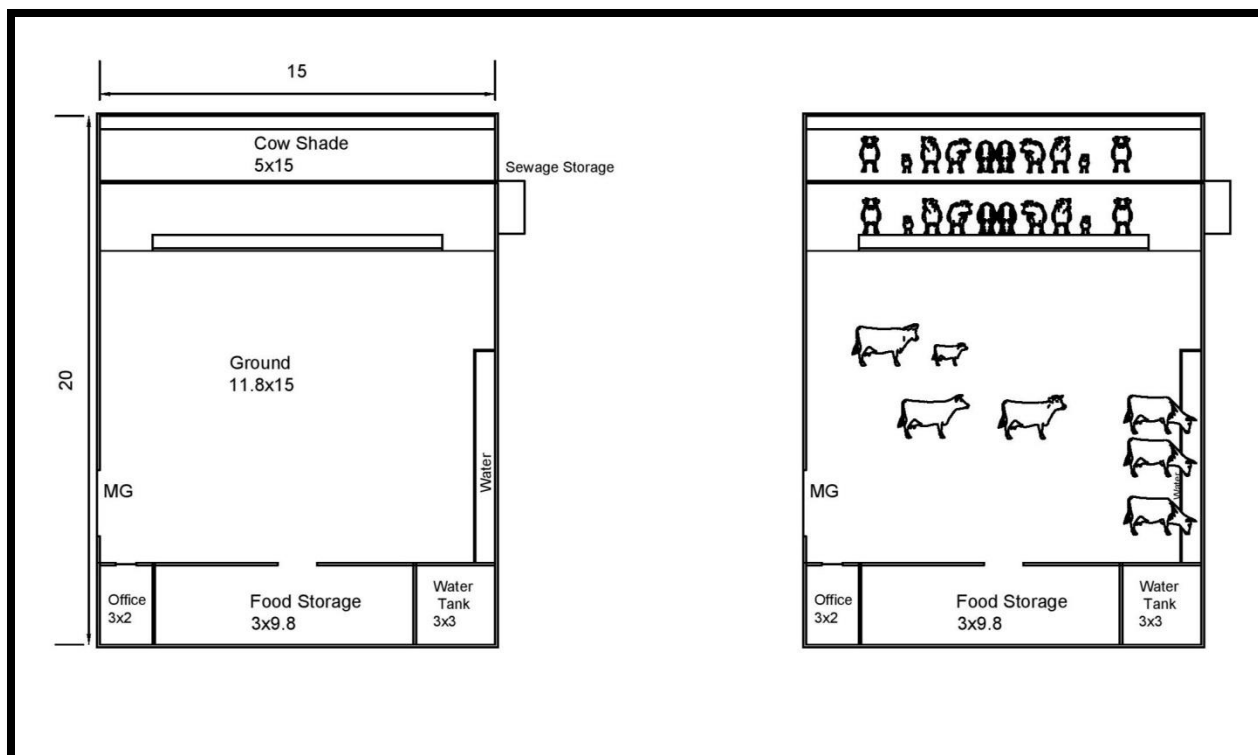 15
Cow Shade
5x15
Sewage Storage
20
Ground
11.8x15
Water
MG
Office
3x2
Food Storage
3x9.8
Water
Tank
3x3
Water
MG
Office
3x2
Food Storage
3x9.8
Water
Tank
3x3